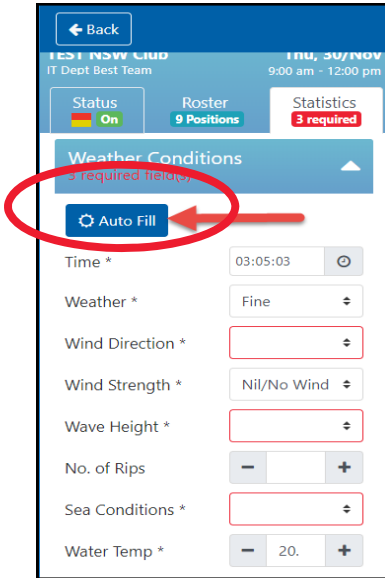 Back
TEST NSW Club Thu, 30/Nov
IT Dept Best Team 9:00 am - 12:00 pm
Status Roster Statistics
On 9 Positions 3 required
Weather Conditions
3 required field(s)
Auto Fill
Time * 03:05:03
Weather * Fine
Wind Direction *
Wind Strength * Nil/No Wind
Wave Height *
No. of Rips − +
Sea Conditions *
Water Temp * − 20. +